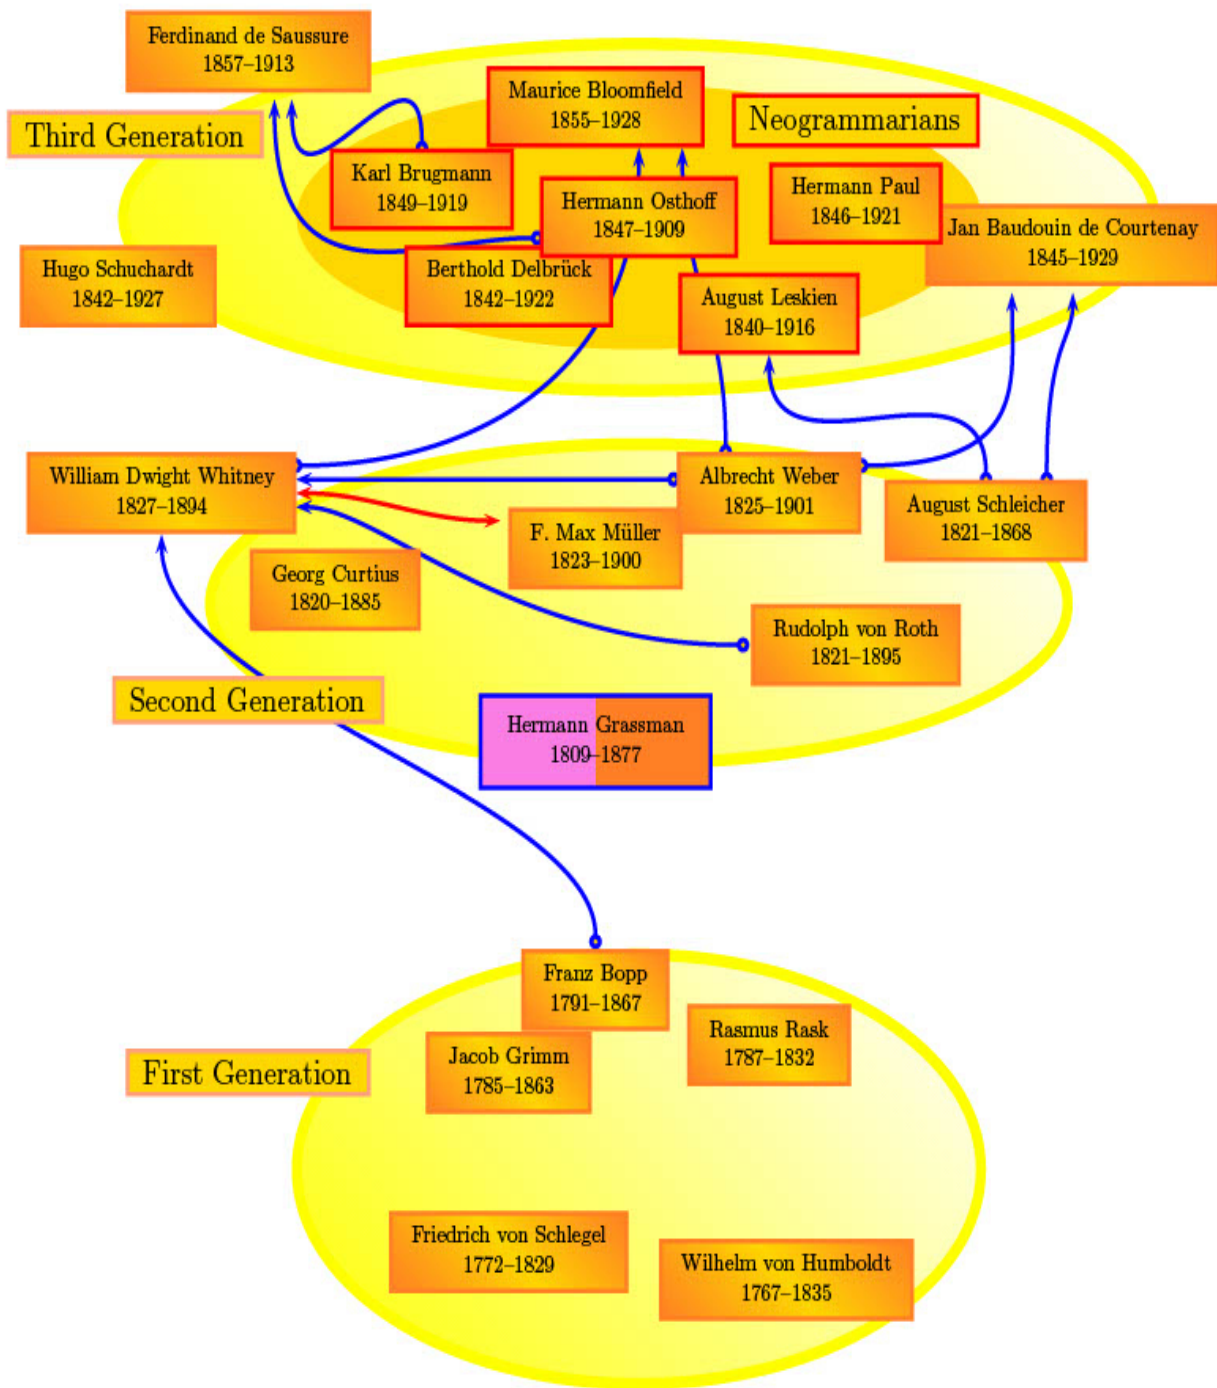 Ferdinand de Saussure
1857–1913
Maurice Bloomfield
1855–1928
Neogrammarians
Third Generation
Karl Brugmann
1849–1919
Hermann Osthoff
1847–1909
Hermann Paul
1846–1921
Jan Baudouin de Courtenay
1845–1929
Hugo Schuchardt
1842–1927
Berthold Delbrück
1842–1922
August Leskien
1840–1916
William Dwight Whitney
1827–1894
Albrecht Weber
1825–1901
August Schleicher
1821–1868
F. Max Müller
1823–1900
Georg Curtius
1820–1885
Rudolph von Roth
1821–1895
Second Generation
Hermann Grassman
1809–1877
Franz Bopp
1791–1867
Rasmus Rask
1787–1832
Jacob Grimm
1785–1863
First Generation
Friedrich von Schlegel
1772–1829
Wilhelm von Humboldt
1767–1835